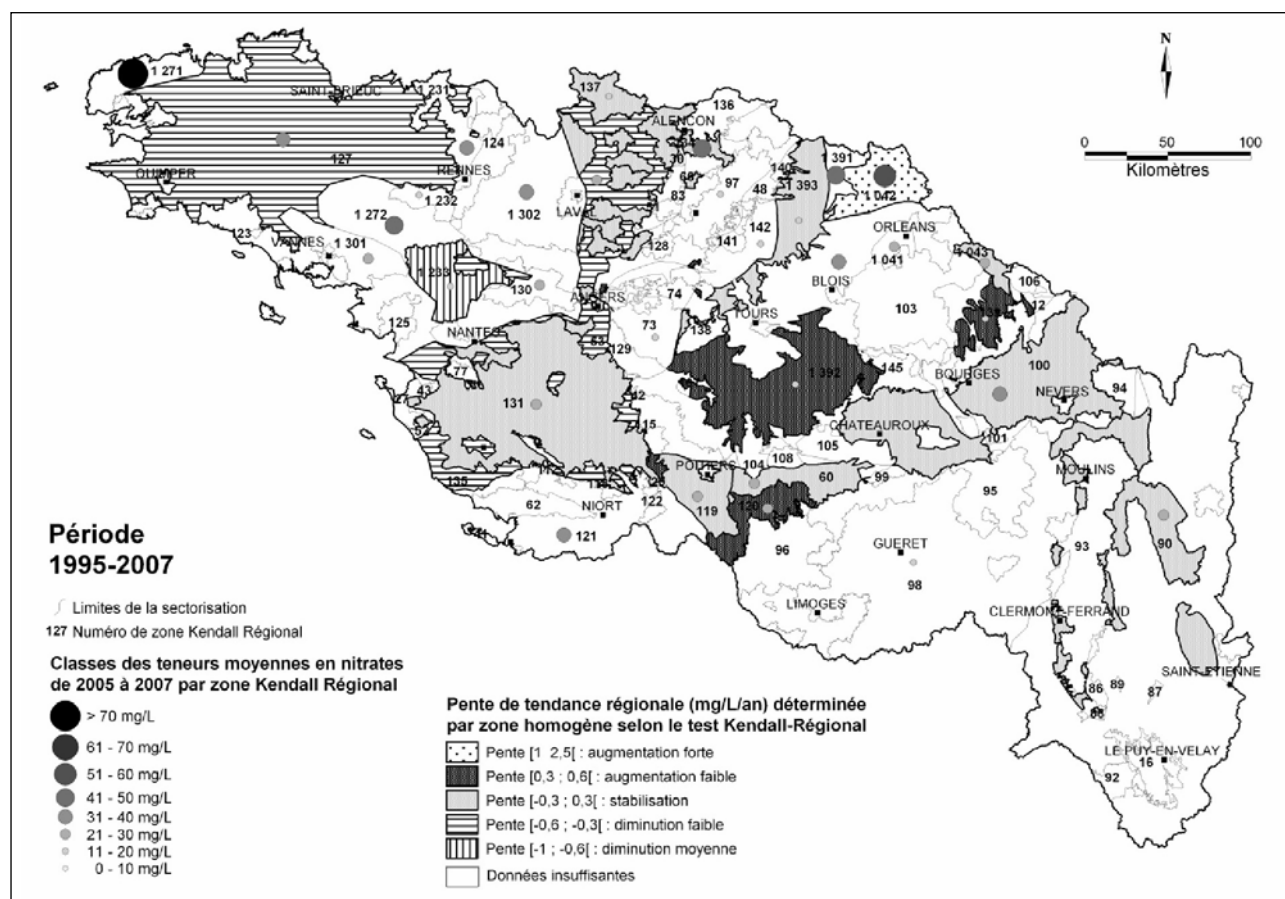 N
0
50
100
Kilomètres
1 271
SAINT-BRIEUC
1 231
137
136
ALENCON
124
127
QUIMPER
RENNES
1 232
1 272
1 302
LAVAL
83
97
48
142
141
128
1 393
1 391
1 042
ORLEANS
1 041
BLOIS
1 043
106
103
123
VANNES
1 301
1 233
130
ANGERS
74
73
TOURS
138
125
NANTES
129
77
43
131
1 392
145
BOURGES
100
NEVERS
94
115
CHATEAUROUX
105
101
108
104
POITIERS
60
99
MOULINS
119
120
95
135
62
NIORT
122
121
96
GUERET
98
93
90
LIMOGES
CLERMONT-FERRAND
SAINT-ETIENNE
86
89
87
LE PUY-EN-VELAY
16
92
Période
1995-2007
Limites de la sectorisation
127 Numéro de zone Kendall Régional
Classes des teneurs moyennes en nitrates
de 2005 à 2007 par zone Kendall Régional
> 70 mg/L
61 - 70 mg/L
51 - 60 mg/L
41 - 50 mg/L
31 - 40 mg/L
21 - 30 mg/L
11 - 20 mg/L
0 - 10 mg/L
Pente de tendance régionale (mg/L/an) déterminée
par zone homogène selon le test Kendall-Régional
Pente [1 2,5[ : augmentation forte
Pente [0,3 ; 0,6[ : augmentation faible
Pente [-0,3 ; 0,3[ : stabilisation
Pente [-0,6 ; -0,3[ : diminution faible
Pente [-1 ; -0,6[ : diminution moyenne
Données insuffisantes